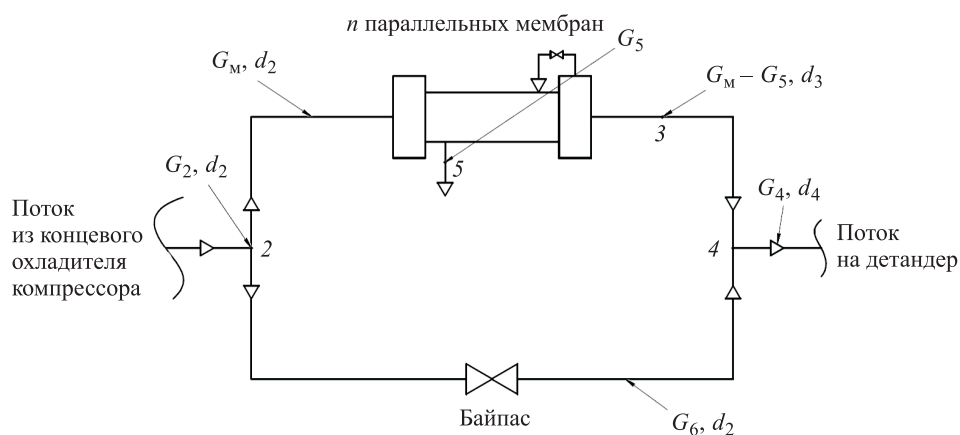 n параллельных мембран
G5
Gм, d2
Gм – G5, d3
3
G2, d2
5
G4, d4
Поток
из концевого
охладителя
компрессора
2
4
Поток
на детандер
Байпас
G6, d2